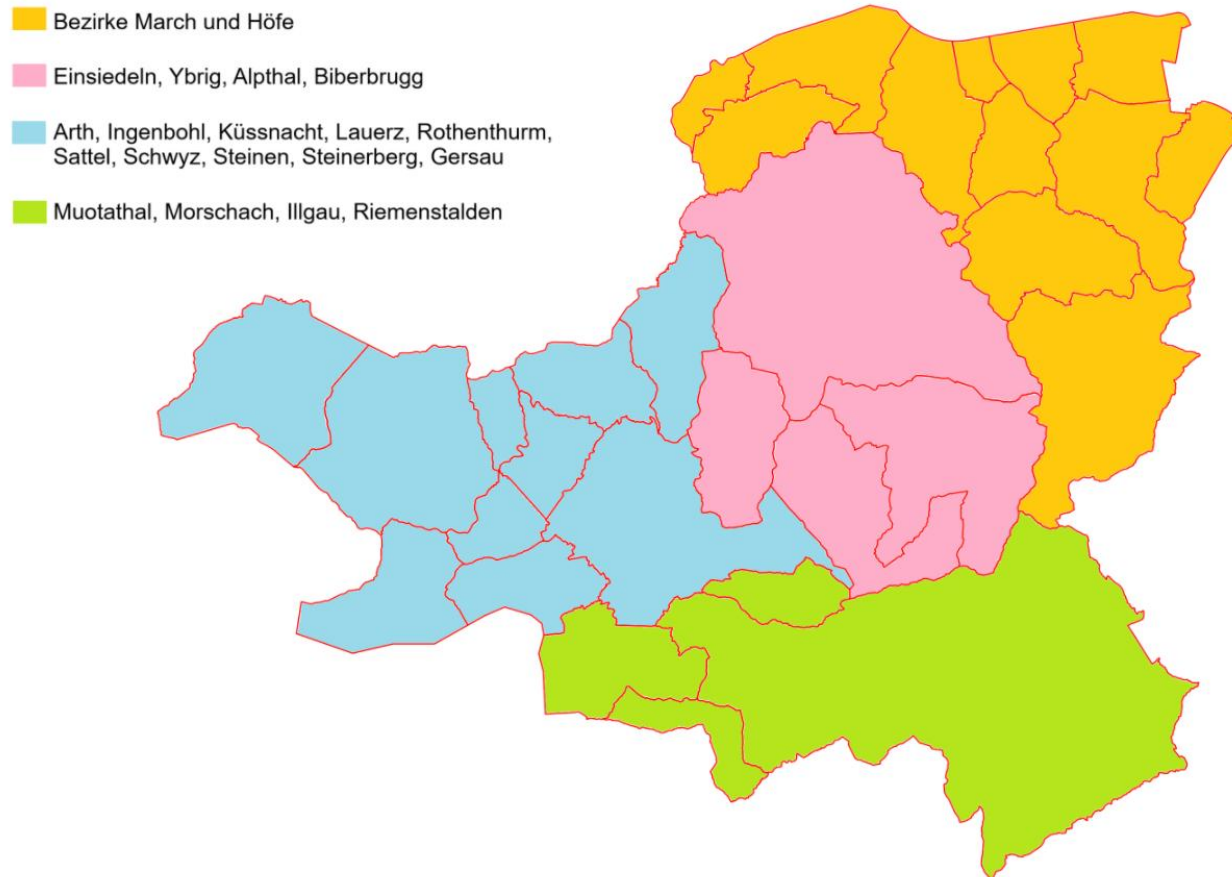 Bezirke March und Höfe
Einsiedeln, Ybrig, Alpthal, Biberbrugg
Arth, Ingenbohl, Küssnacht, Lauerz, Rothenthurm,
Sattel, Schwyz, Steinen, Steinerberg, Gersau
Muotathal, Morschach, Illgau, Riemenstalden